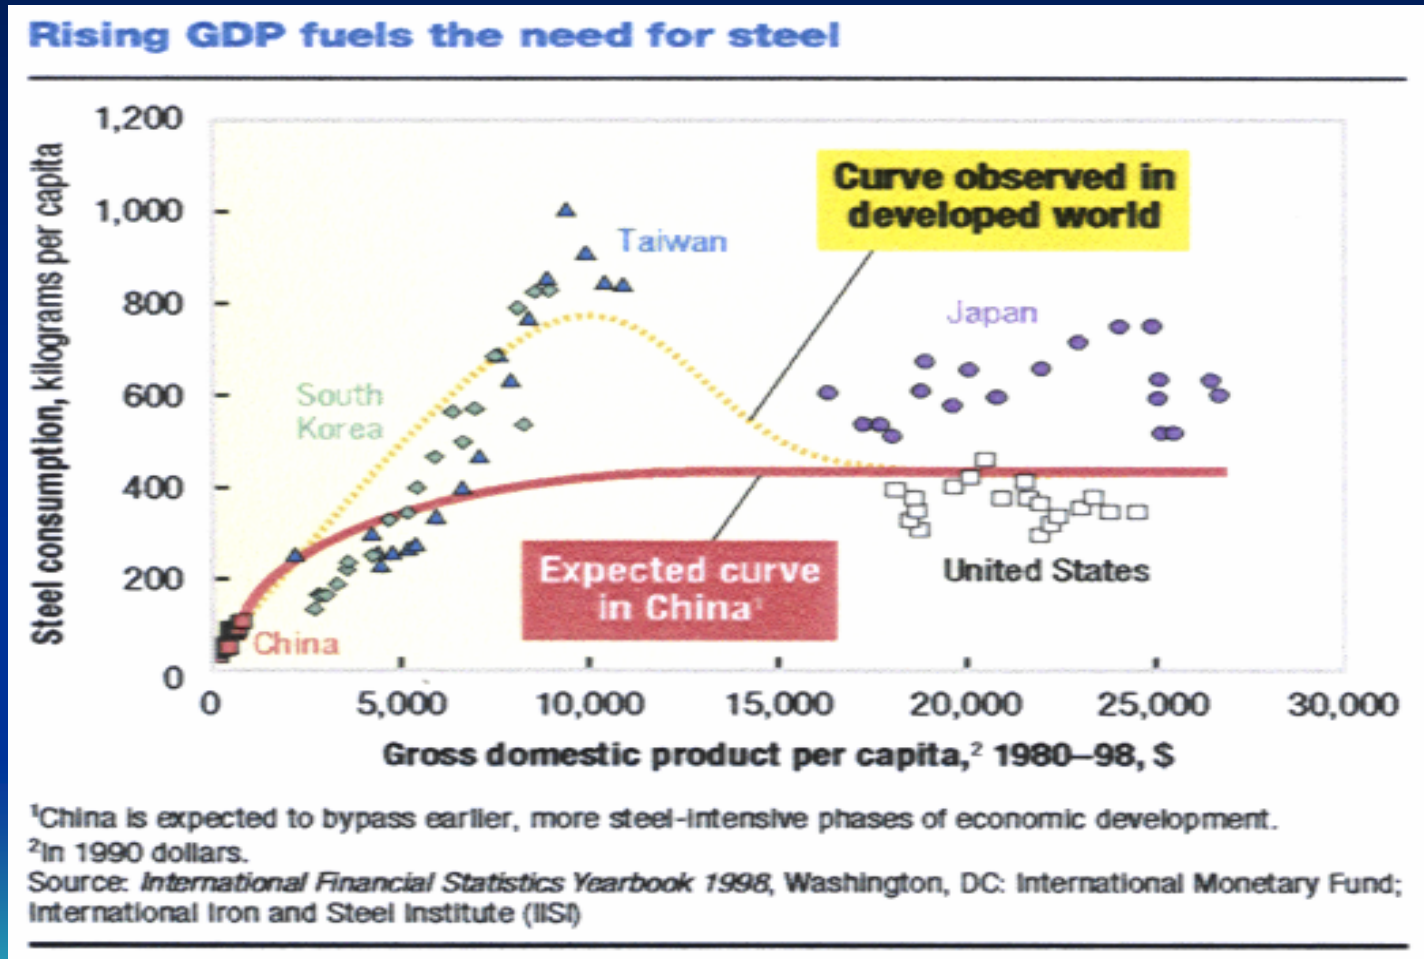 Rising GDP fuels the need for steel
Steel consumption, kilograms per capita
1,200
1,000
800
600
400
200
0
Curve observed in
developed world
Taiwan
Japan
South
Korea
Expected curve
in China¹
United States
China
0
5,000
10,000
15,000
20,000
25,000
30,000
Gross domestic product per capita,² 1980–98, $
¹China is expected to bypass earlier, more steel-intensive phases of economic development.
²In 1990 dollars.
Source: International Financial Statistics Yearbook 1998, Washington, DC: International Monetary Fund;
International Iron and Steel Institute (IISI)